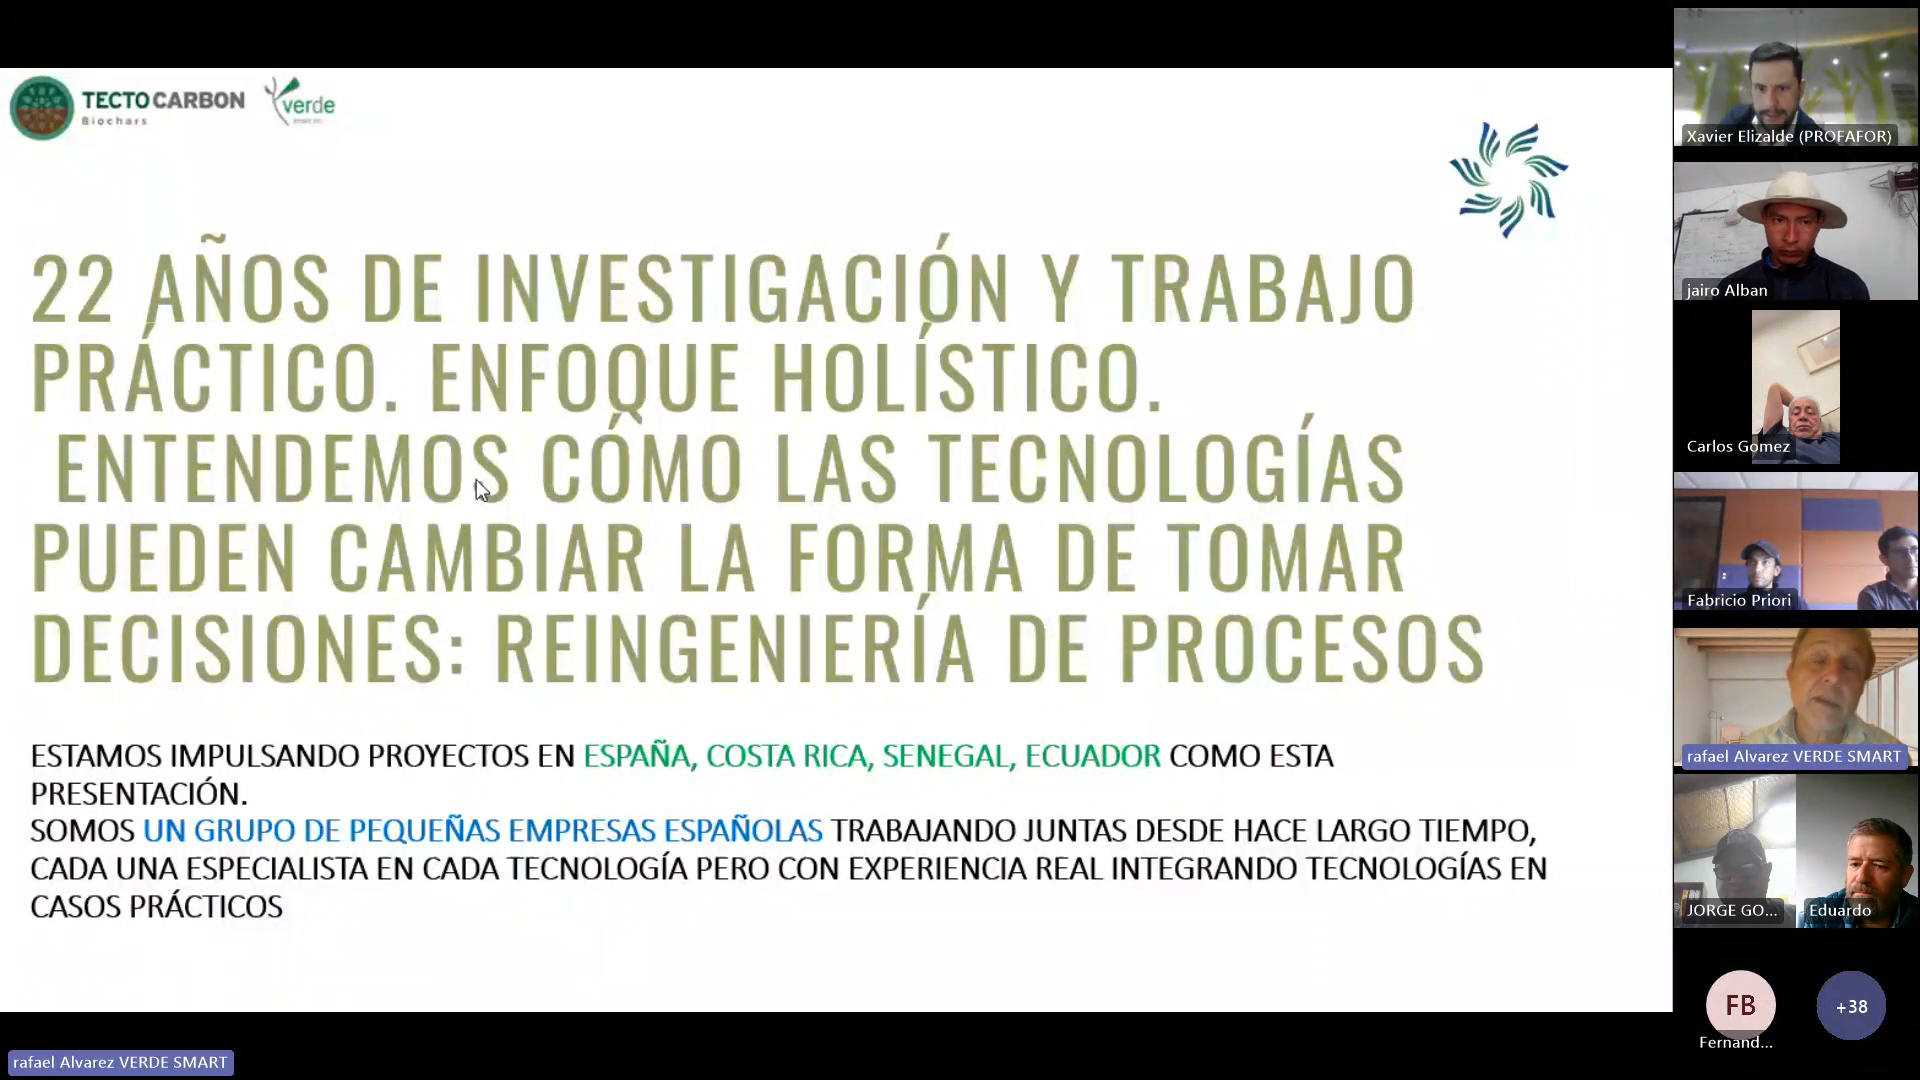 TECTO CARBON
Biochars
verde
22 AÑOS DE INVESTIGACIÓN Y TRABAJO
PRÁCTICO. ENFOQUE HOLÍSTICO.
ENTENDEMOS CÓMO LAS TECNOLOGÍAS
PUEDEN CAMBIAR LA FORMA DE TOMAR
DECISIONES: REINGENIERÍA DE PROCESOS
ESTAMOS IMPULSANDO PROYECTOS EN ESPAÑA, COSTA RICA, SENEGAL, ECUADOR COMO ESTA
PRESENTACIÓN.
SOMOS UN GRUPO DE PEQUEÑAS EMPRESAS ESPAÑOLAS TRABAJANDO JUNTAS DESDE HACE LARGO TIEMPO,
CADA UNA ESPECIALISTA EN CADA TECNOLOGÍA PERO CON EXPERIENCIA REAL INTEGRANDO TECNOLOGÍAS EN
CASOS PRÁCTICOS
rafael Alvarez VERDE SMART
Xavier Elizalde (PROFAFOR)
jairo Alban
Carlos Gomez
Fabricio Priori
rafael Alvarez VERDE SMART
JORGE GO...
Eduardo
FB
Fernand...
+38